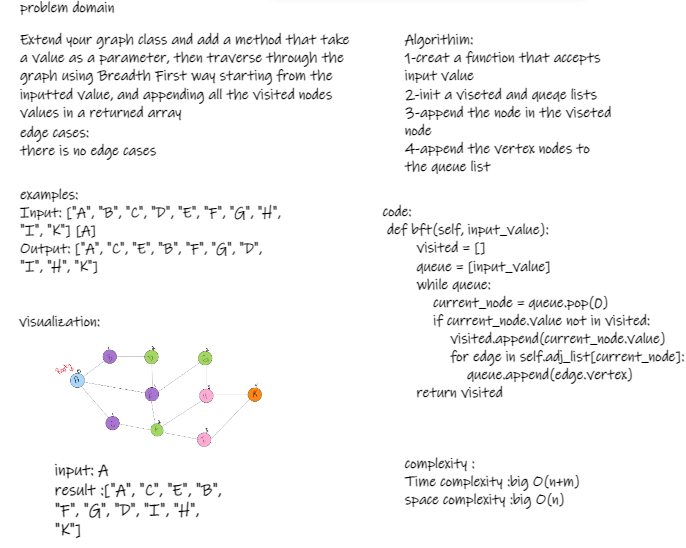 problem domain
Extend your graph class and add a method that take
a value as a parameter, then traverse through the
graph using Breadth First way starting from the
inputted value, and appending all the visited nodes
values in a returned array
edge cases:
there is no edge cases
examples:
Input: ["A", "B", "C", "D", "E", "F", "G", "H",
"I", "K"] [A]
Output: ["A", "C", "E", "B", "F", "G", "D",
"I", "H", "K"]
visualization:
A
K
input: A
result :["A", "C", "E", "B",
"F", "G", "D", "I", "H",
"K"]
Algorithim:
1-creat a function that accepts
input value
2-init a viseted and queqe lists
3-append the node in the viseted
node
4-append the vertex nodes to
the queue list
code:
def bft(self, input_value):
visited = []
queue = [input_value]
while queue:
current_node = queue.pop(0)
if current_node.value not in visited:
visited.append(current_node.value)
for edge in self.adj_list[current_node]:
queue.append(edge.vertex)
return visited
complexity :
Time complexity :big O(n+m)
space complexity :big O(n)